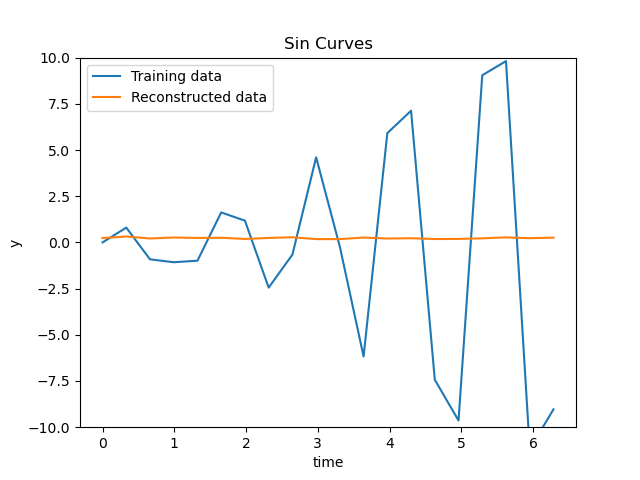 Sin Curves
Training data
Reconstructed data
10.0
7.5
5.0
2.5
0.0
−2.5
−5.0
−7.5
−10.0
y
0 1 2 3 4 5 6
time